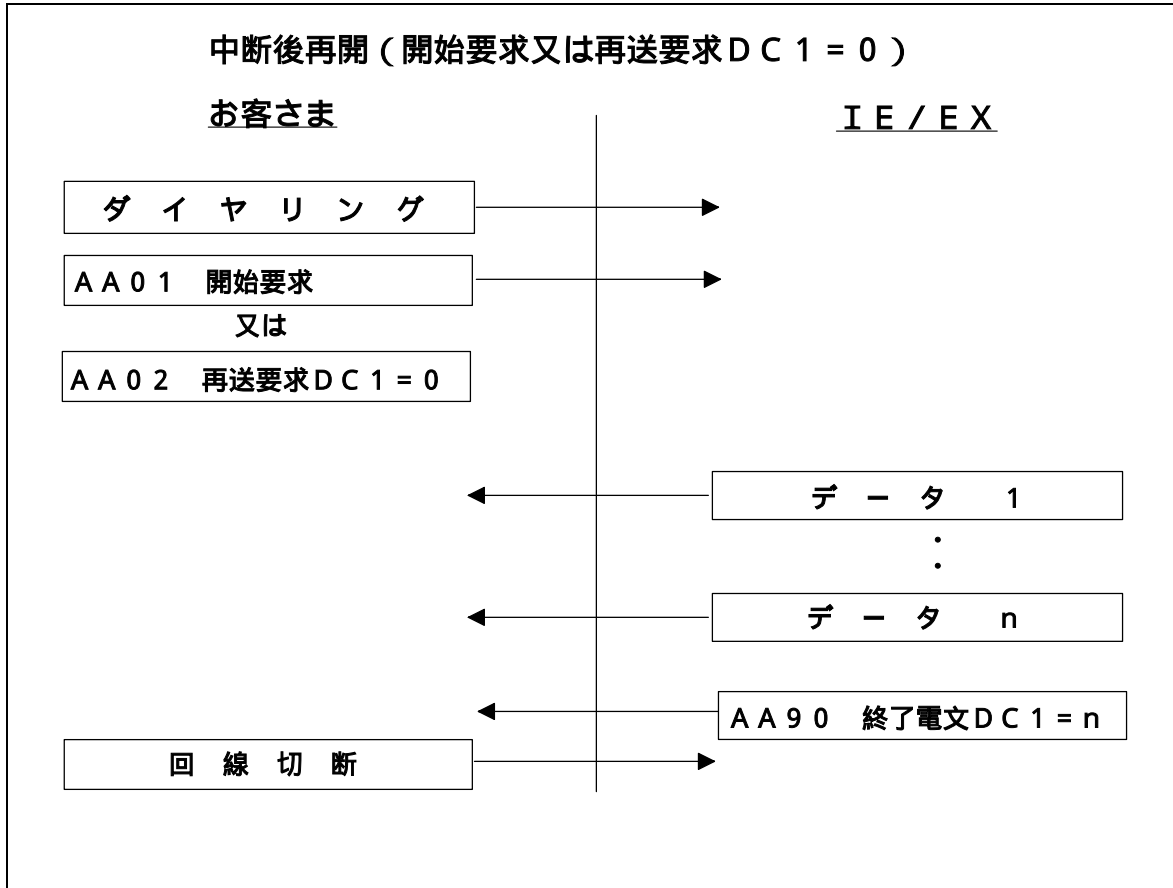 中断後再開(開始要求又は再送要求DC1=0)
お客さま
IE/EX
ダイヤリング
AA01 開始要求
又は
AA02 再送要求DC1=0
データ 1
:
データ n
AA90 終了電文DC1=n
回線切断